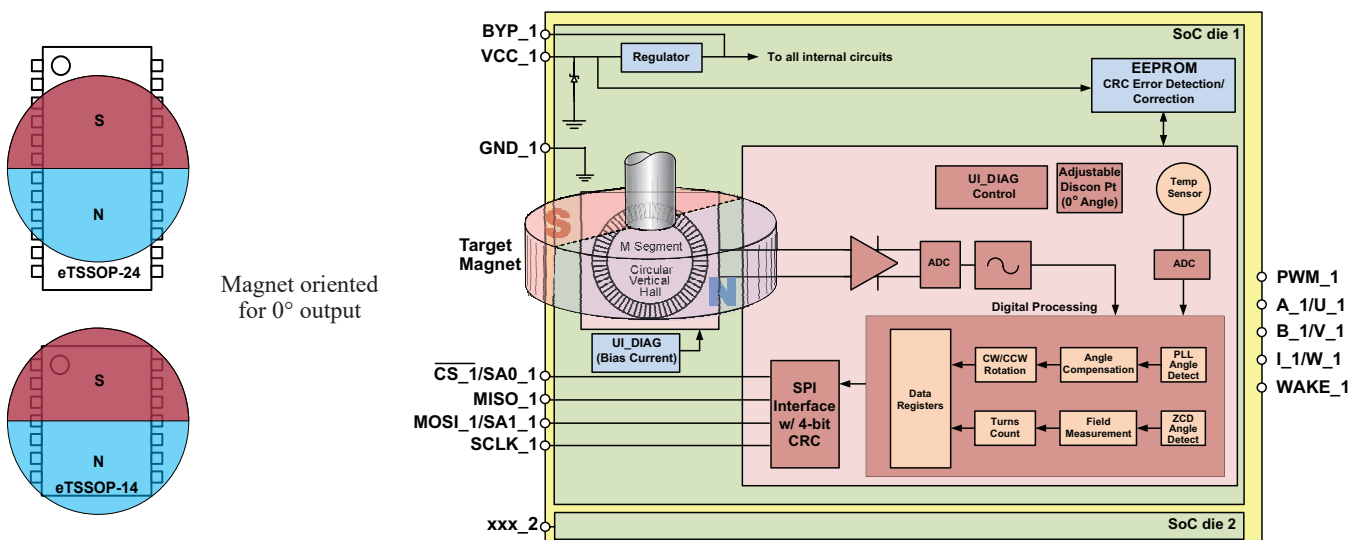 S
N
eTSSOP-24
Magnet oriented
for 0° output
S
N
eTSSOP-14
BYP_1
VCC_1
GND_1
Target
Magnet
CS_1/SA0_1
MISO_1
MOSI_1/SA1_1
SCLK_1
xxx_2
SoC die 1
Regulator
To all internal circuits
EEPROM
CRC Error Detection/
Correction
UI_DIAG
Control
Adjustable
Discon Pt
(0° Angle)
Temp
Sensor
S
M Segment
Circular
Vertical
Hall
N
ADC
ADC
UI_DIAG
(Bias Current)
Digital Processing
SPI
Interface
w/ 4-bit
CRC
Data
Registers
CW/CCW
Rotation
Angle
Compensation
PLL
Angle
Detect
Turns
Count
Field
Measurement
ZCD
Angle
Detect
PWM_1
A_1/U_1
B_1/V_1
I_1/W_1
WAKE_1
SoC die 2